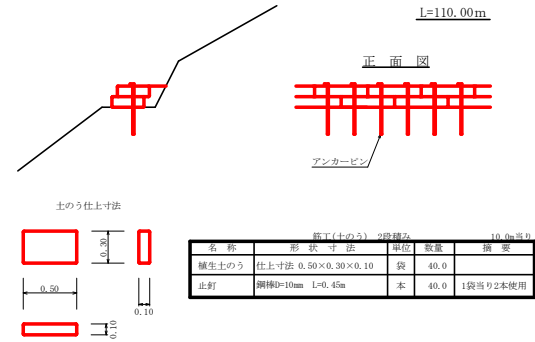 L=110.00m
正 面 図
アンカーピン
土のう仕上寸法
0.30
0.50
0.10
0.10
筋工(土のう) 2段積み 10.0m当り
名 称 形 状 寸 法 単位 数量 摘 要
植生土のう 仕上寸法 0.50×0.30×0.10 袋 40.0
止釘 鋼棒D=10mm L=0.45m 本 40.0 1袋当り2本使用